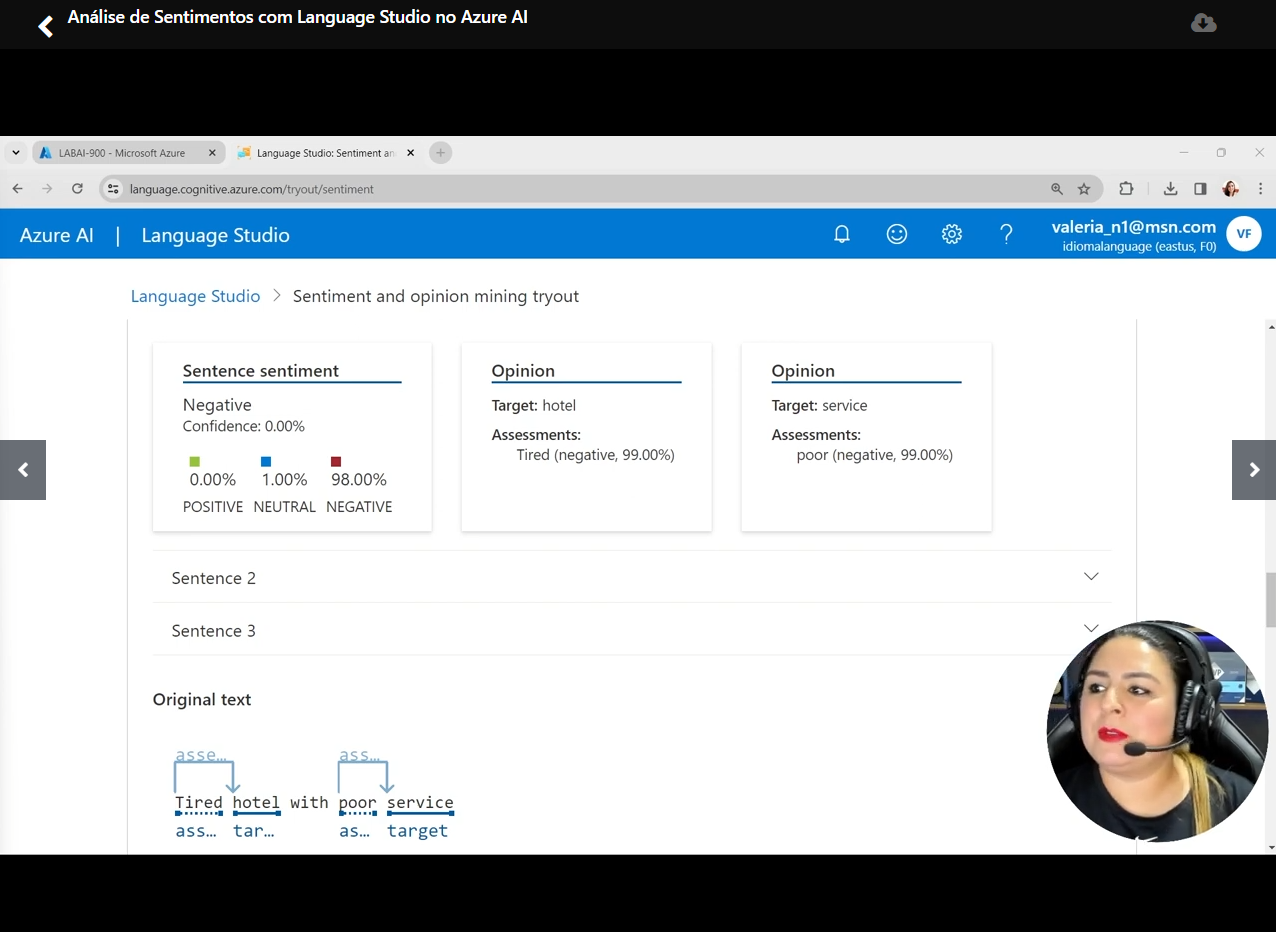 Análise de Sentimentos com Language Studio no Azure AI
LABAI-900 - Microsoft Azure
Language Studio: Sentiment an
language.cognitive.azure.com/tryout/sentiment
Azure AI | Language Studio
valeria_n1@msn.com
idiomalanguage (eastus, F0)
VF
Language Studio > Sentiment and opinion mining tryout
Sentence sentiment
Negative
Confidence: 0.00%
0.00% 1.00% 98.00%
POSITIVE NEUTRAL NEGATIVE
Opinion
Target: hotel
Assessments:
Tired (negative, 99.00%)
Opinion
Target: service
Assessments:
poor (negative, 99.00%)
Sentence 2
Sentence 3
Original text
asse... ass...
Tired hotel with poor service
ass... tar... as... target